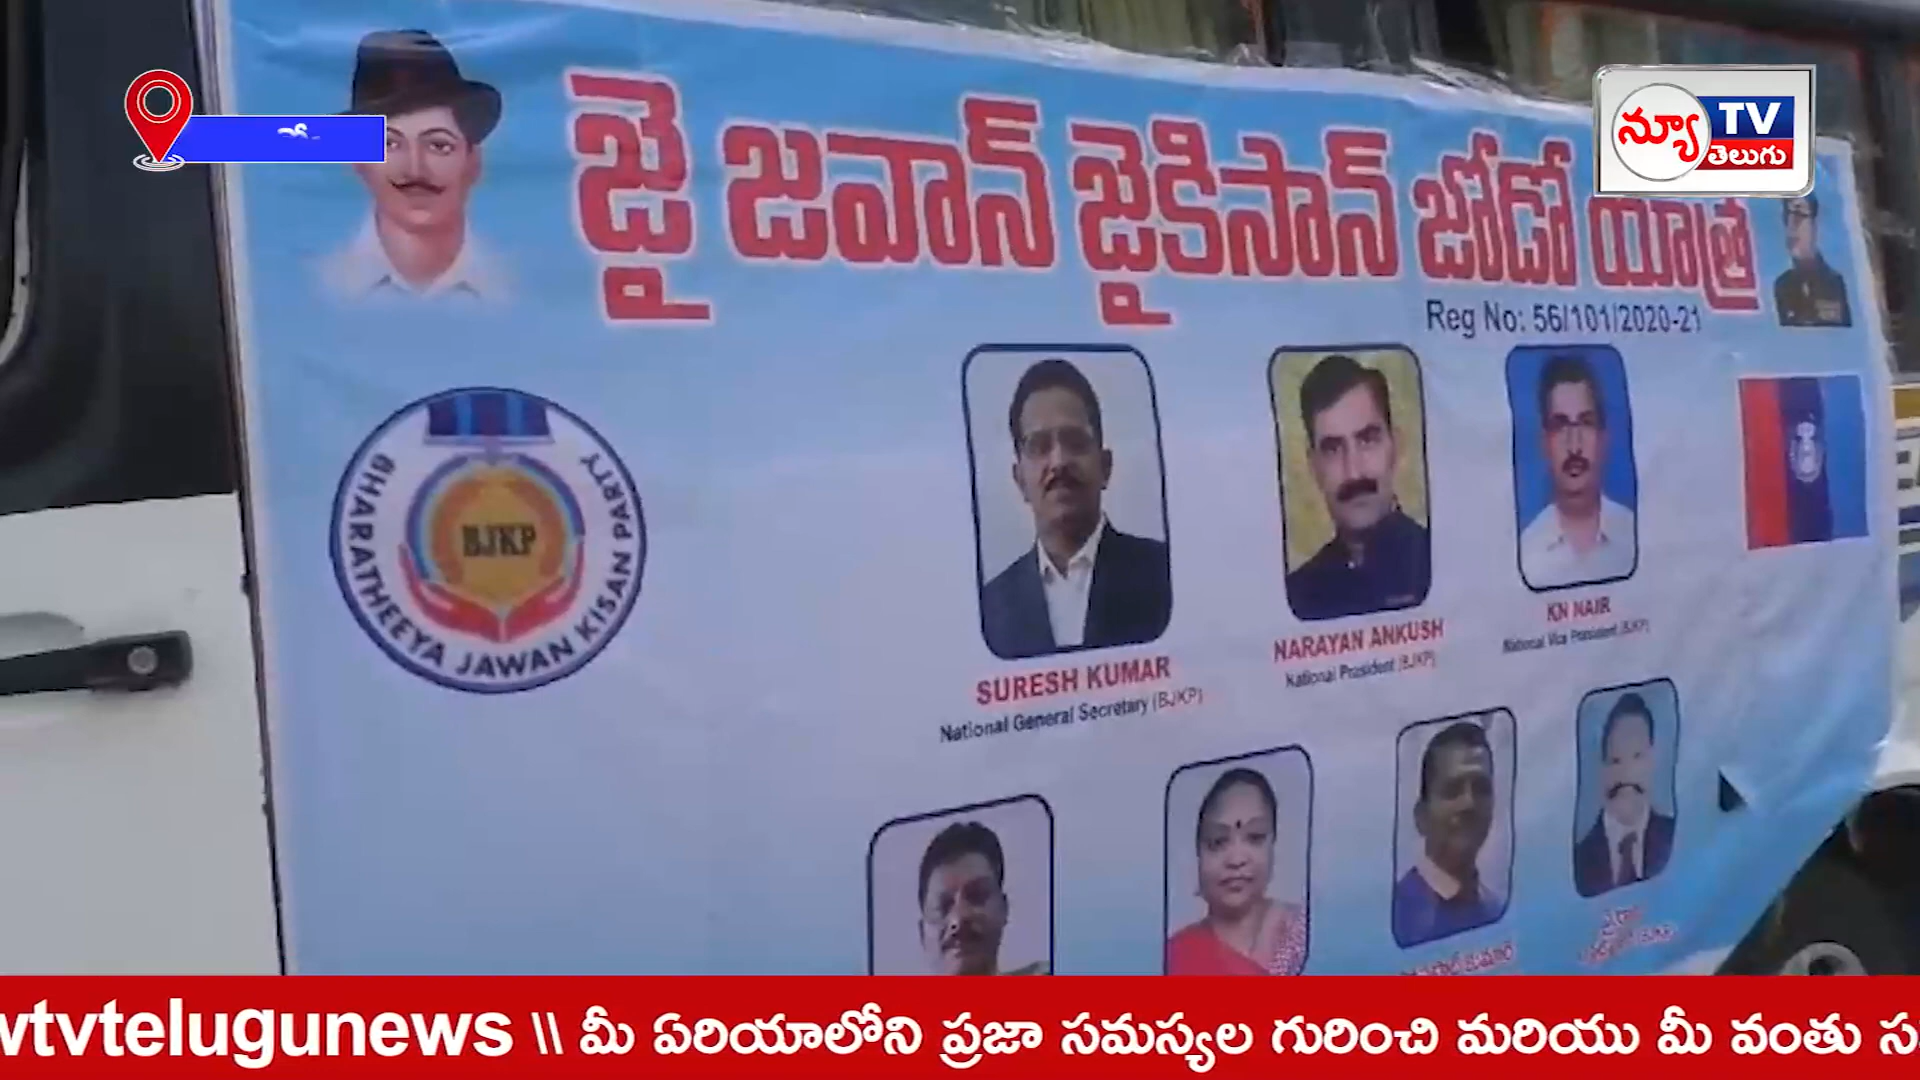 జై జవాన్ జైకిసాన్ జోడో యాత్ర
Reg No: 56/101/2020-21
న్యూ TV తెలుగు
BHARATHEEYA JAWAN KISAN PARTY
BJKP
SURESH KUMAR
National General Secretary (BJKP)
NARAYAN ANKUSH
National President (BJKP)
KN NAIR
National Vice President (BJKP)
wtvtelugunews \\ మీ ఏరియాలోని ప్రజా సమస్యల గురించి మరియు మీ వంతు